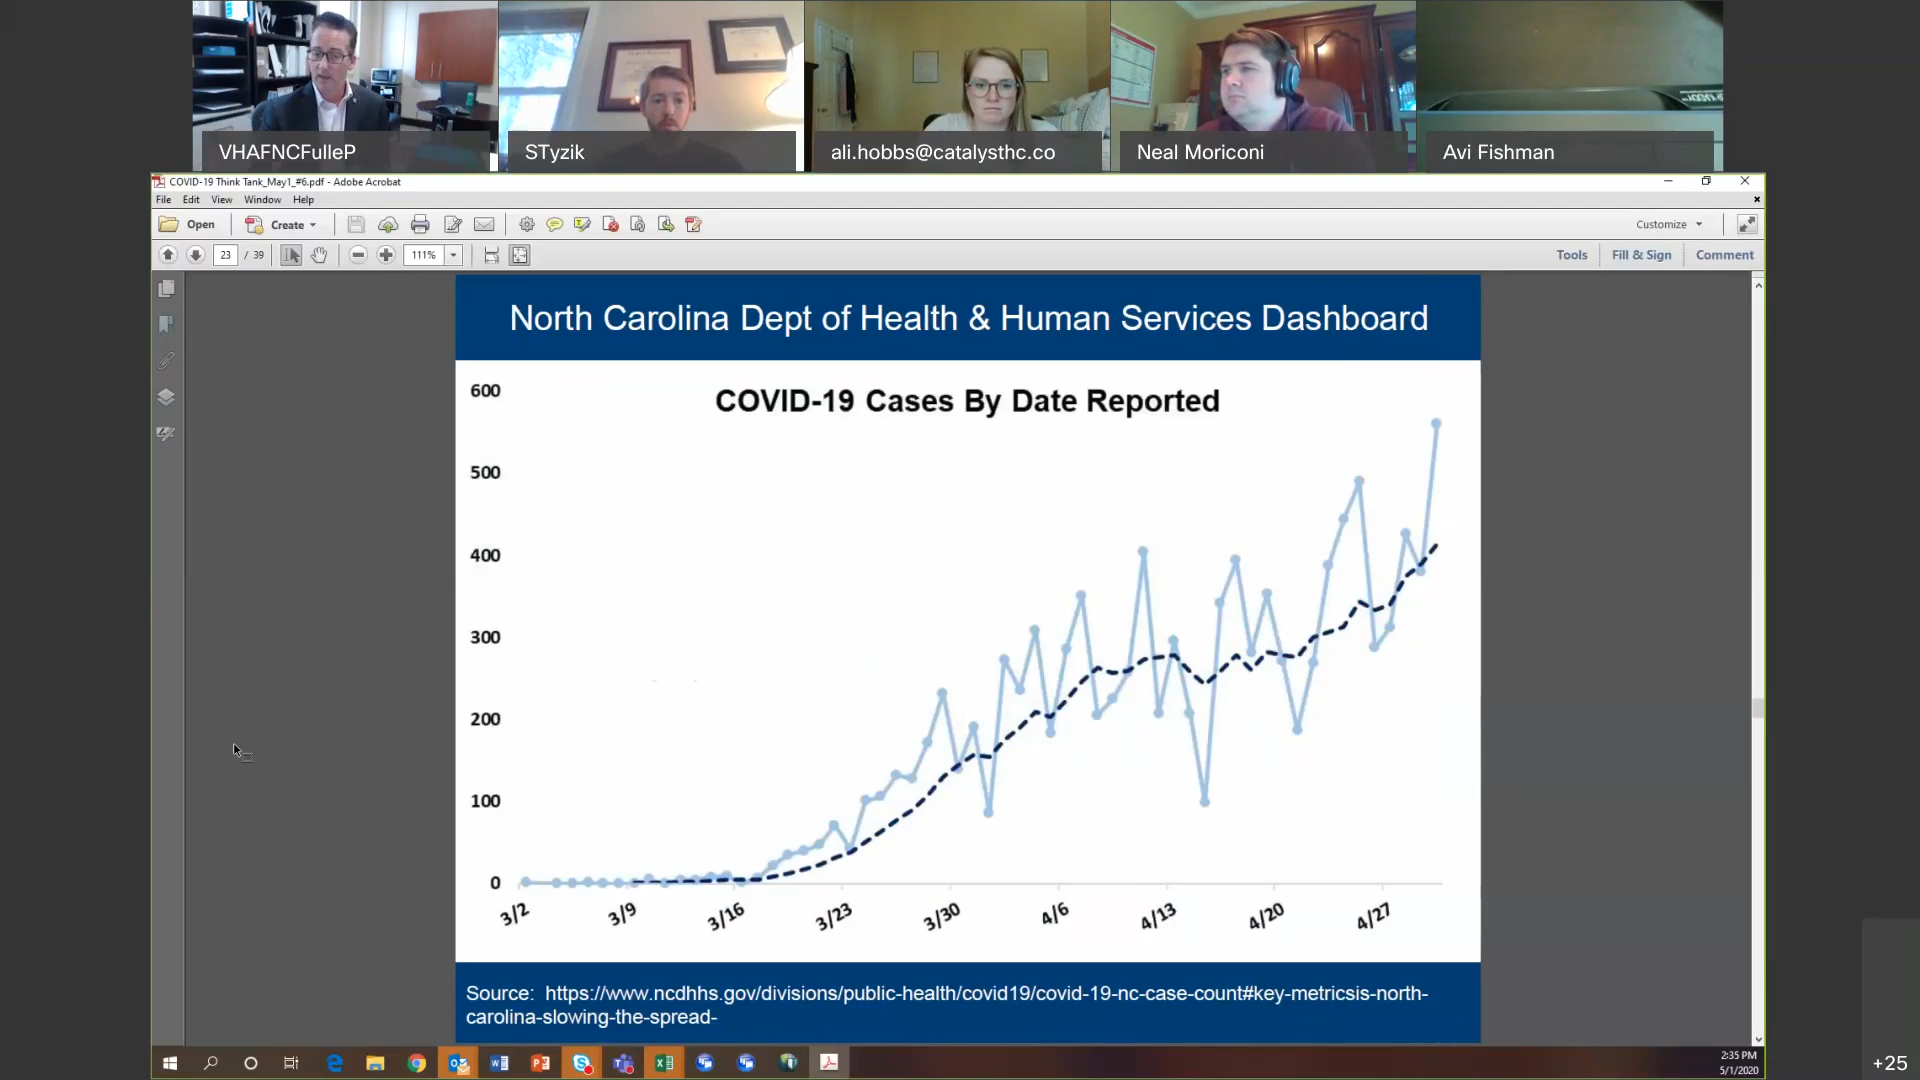 VHAFNCFulleP
STyzik
ali.hobbs@catalysthc.co
Neal Moriconi
Avi Fishman
COVID-19 Think Tank_May1_#6.pdf - Adobe Acrobat
File Edit View Window Help
Open
Create
Customize
23 / 39
111%
Tools
Fill & Sign
Comment
North Carolina Dept of Health & Human Services Dashboard
COVID-19 Cases By Date Reported
600
500
400
300
200
100
0
3/2 3/9 3/16 3/23 3/30 4/6 4/13 4/20 4/27
Source: https://www.ncdhhs.gov/divisions/public-health/covid19/covid-19-nc-case-count#key-metricsis-north-
carolina-slowing-the-spread-
2:35 PM
5/1/2020
+25